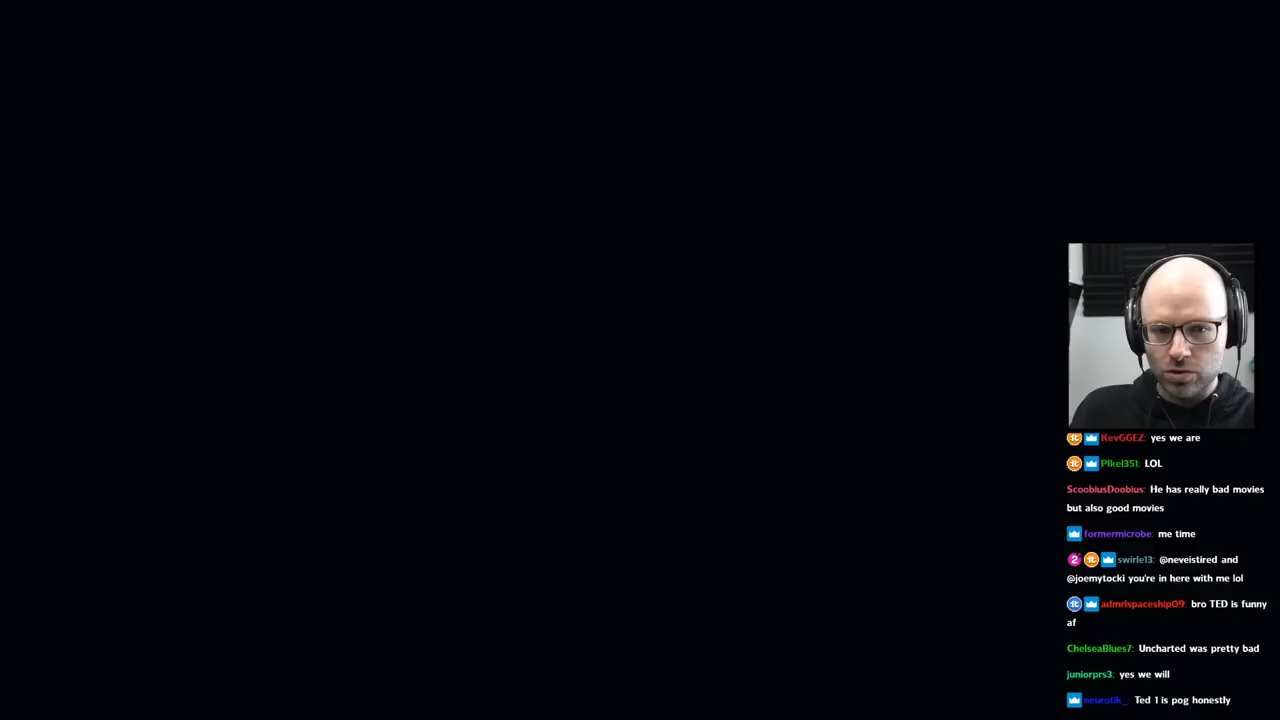 KevGGEZ: yes we are
PIkel351: LOL
ScoobiusDoobius: He has really bad movies
but also good movies
formermicrobe: me time
swirle13: @neveistired and
@joemytocki you're in here with me lol
admrlspaceship09: bro TED is funny
af
ChelseaBlues7: Uncharted was pretty bad
juniorprs3: yes we will
neurotik_: Ted 1 is pog honestly